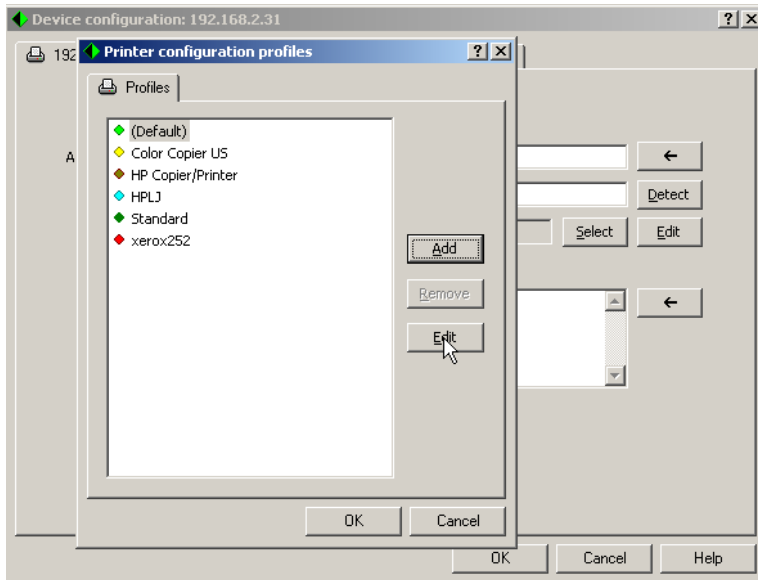 Device configuration: 192.168.2.31
192
Printer configuration profiles
Profiles
(Default)
Color Copier US
HP Copier/Printer
HPLJ
Standard
xerox252
Add
Remove
Edit
OK
Cancel
A
Detect
Select
Edit
OK
Cancel
Help